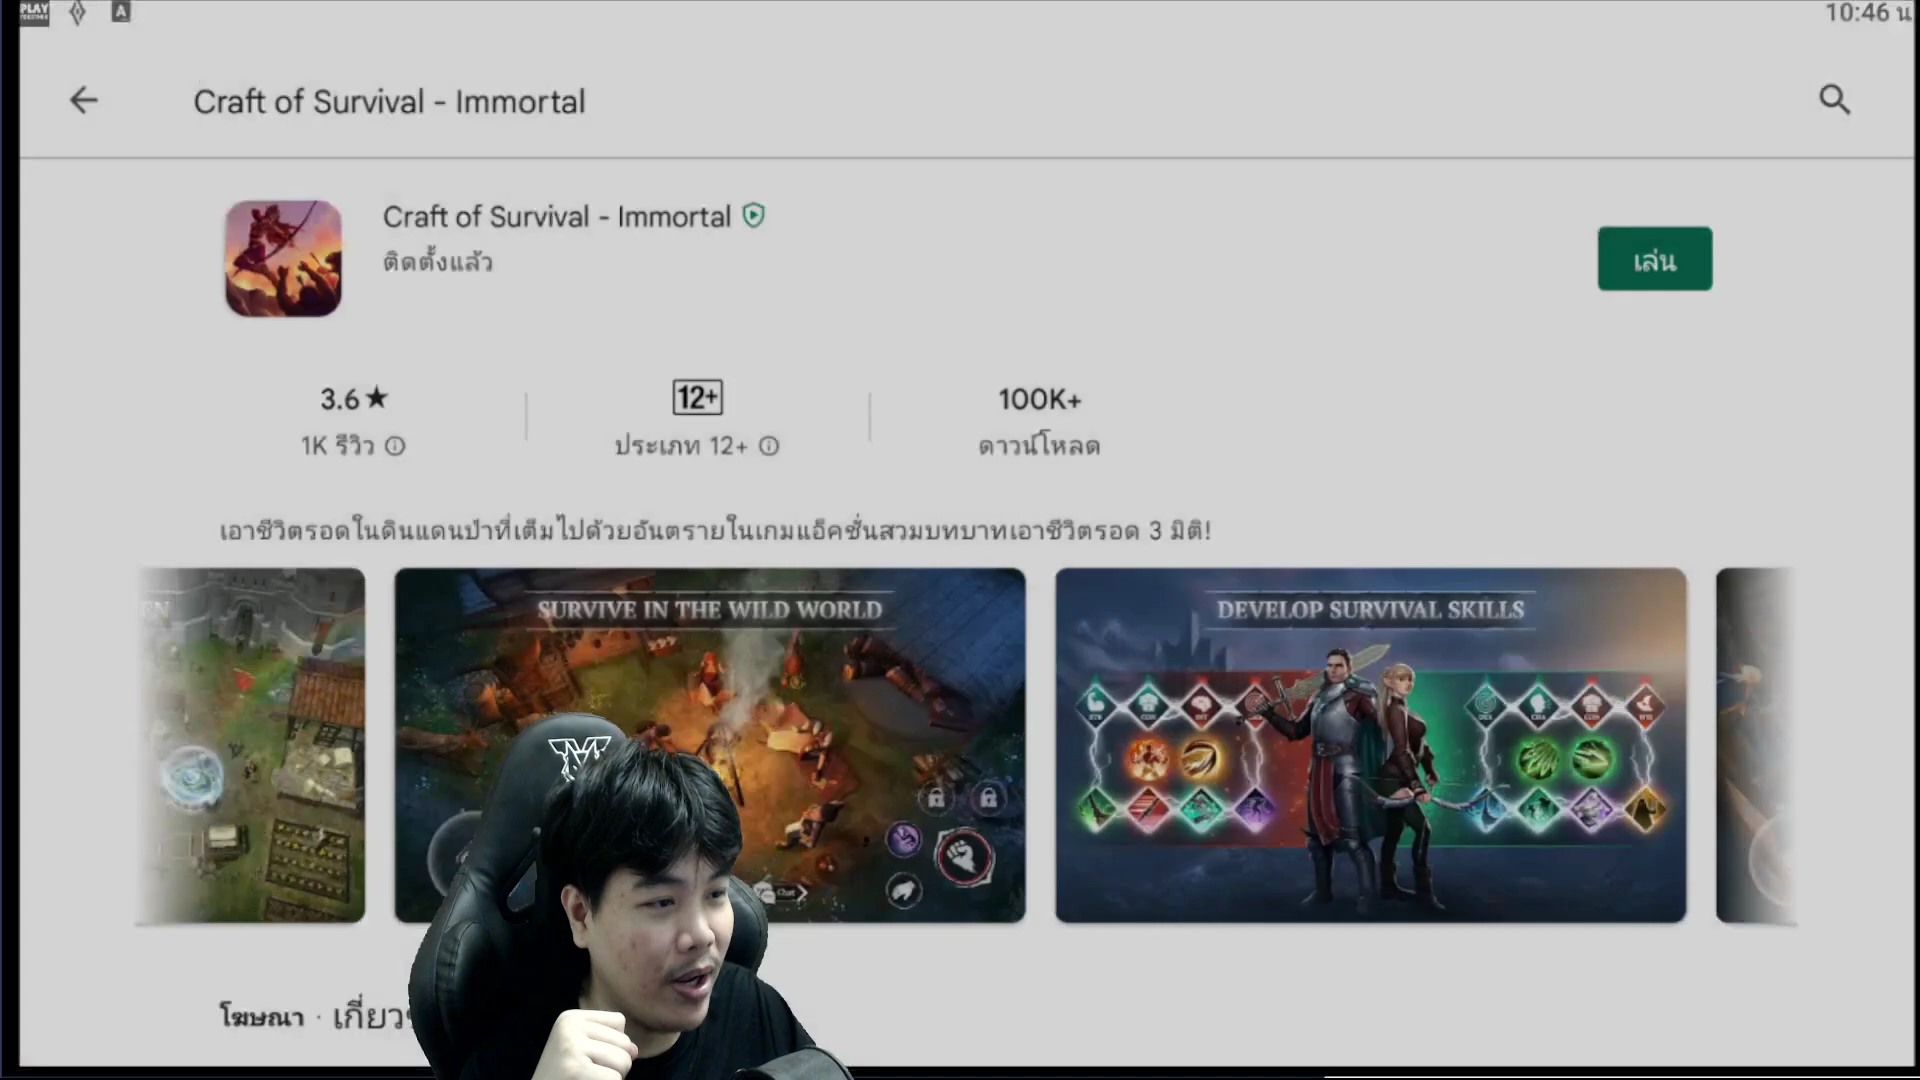 PLAY
TOGETHER
A
10:46 น
Craft of Survival - Immortal
Craft of Survival - Immortal
ติดตั้งแล้ว
เล่น
3.6★
12+
100K+
1K รีวิว
ประเภท 12+
ดาวน์โหลด
เอาชีวิตรอดในดินแดนป่าที่เต็มไปด้วยอันตรายในเกมแอ็คชั่นสวมบทบาทเอาชีวิตรอด 3 มิติ!
EN
SURVIVE IN THE WILD WORLD
DEVELOP SURVIVAL SKILLS
Chat
โฆษณา · เกี่ยว